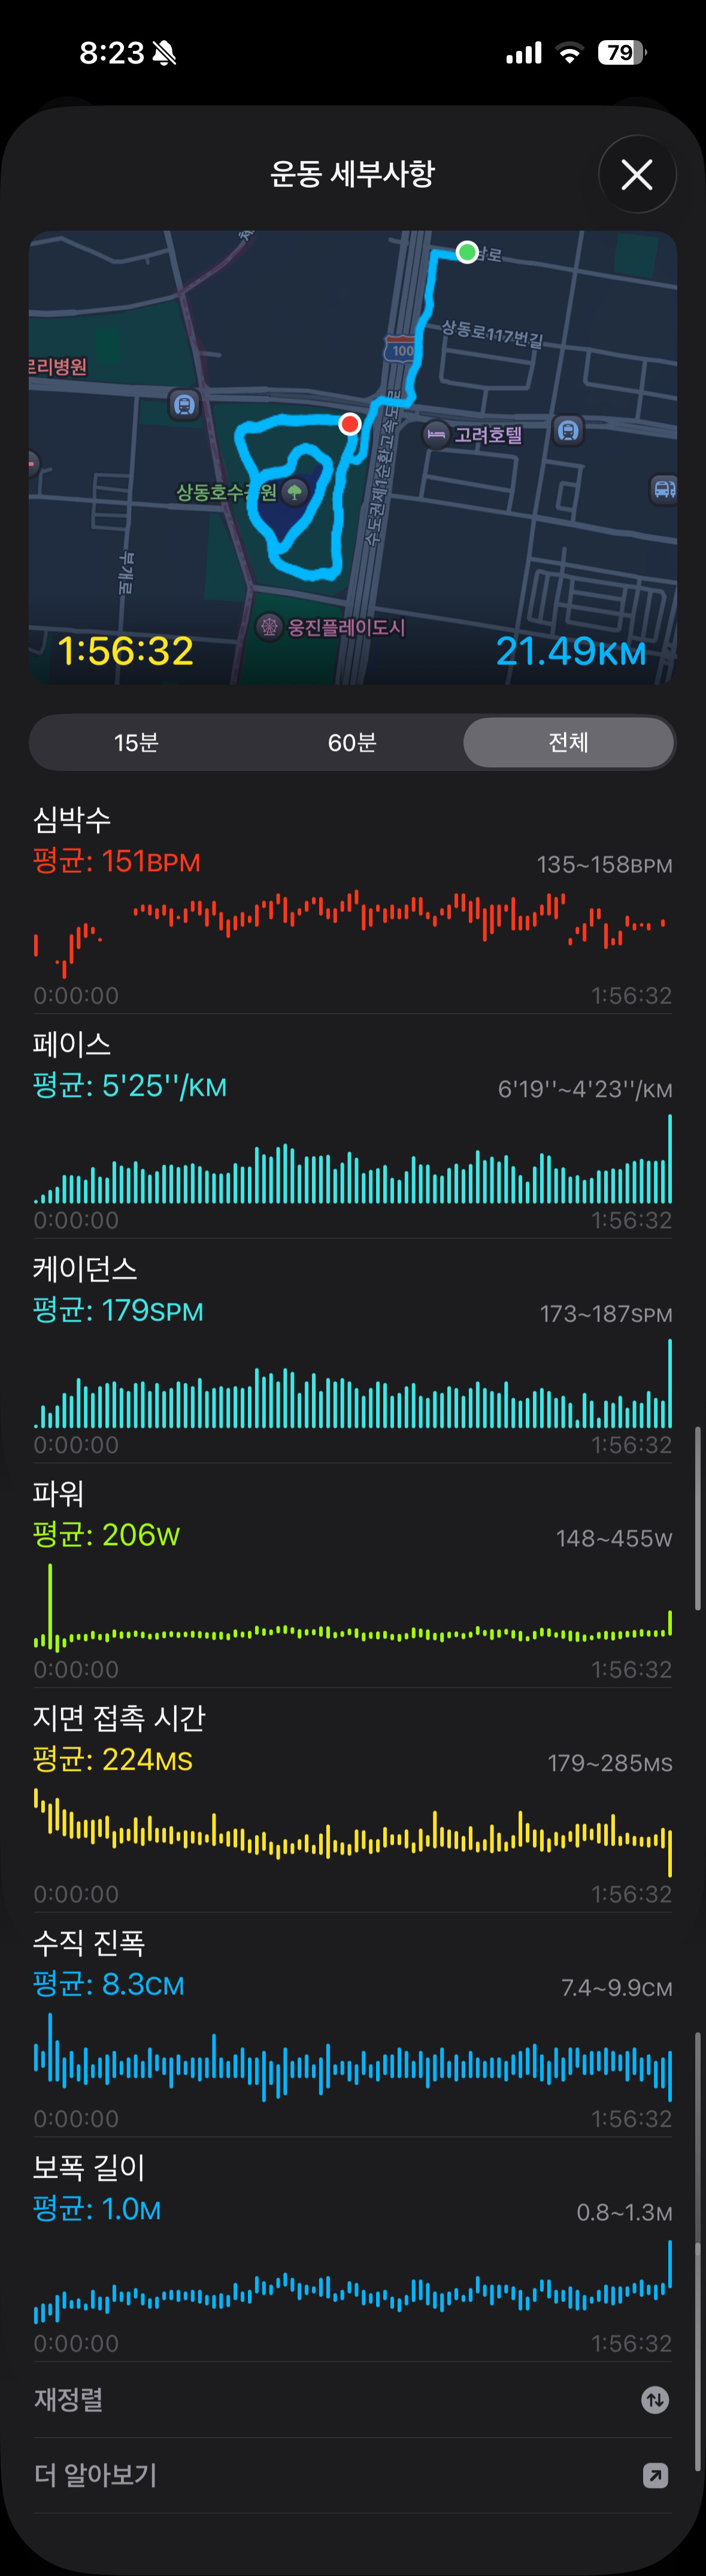 8:23
79
운동 세부사항
상동로117번길
100
수도권제1순환고속도로
고려호텔
상동호수공원
부개로
웅진플레이도시
1:56:32
21.49KM
15분
60분
전체
심박수
평균: 151BPM
135~158BPM
0:00:00
1:56:32
페이스
평균: 5'25''/KM
6'19''~4'23''/KM
0:00:00
1:56:32
케이던스
평균: 179SPM
173~187SPM
0:00:00
1:56:32
파워
평균: 206W
148~455W
0:00:00
1:56:32
지면 접촉 시간
평균: 224MS
179~285MS
0:00:00
1:56:32
수직 진폭
평균: 8.3CM
7.4~9.9CM
0:00:00
1:56:32
보폭 길이
평균: 1.0M
0.8~1.3M
0:00:00
1:56:32
재정렬
더 알아보기